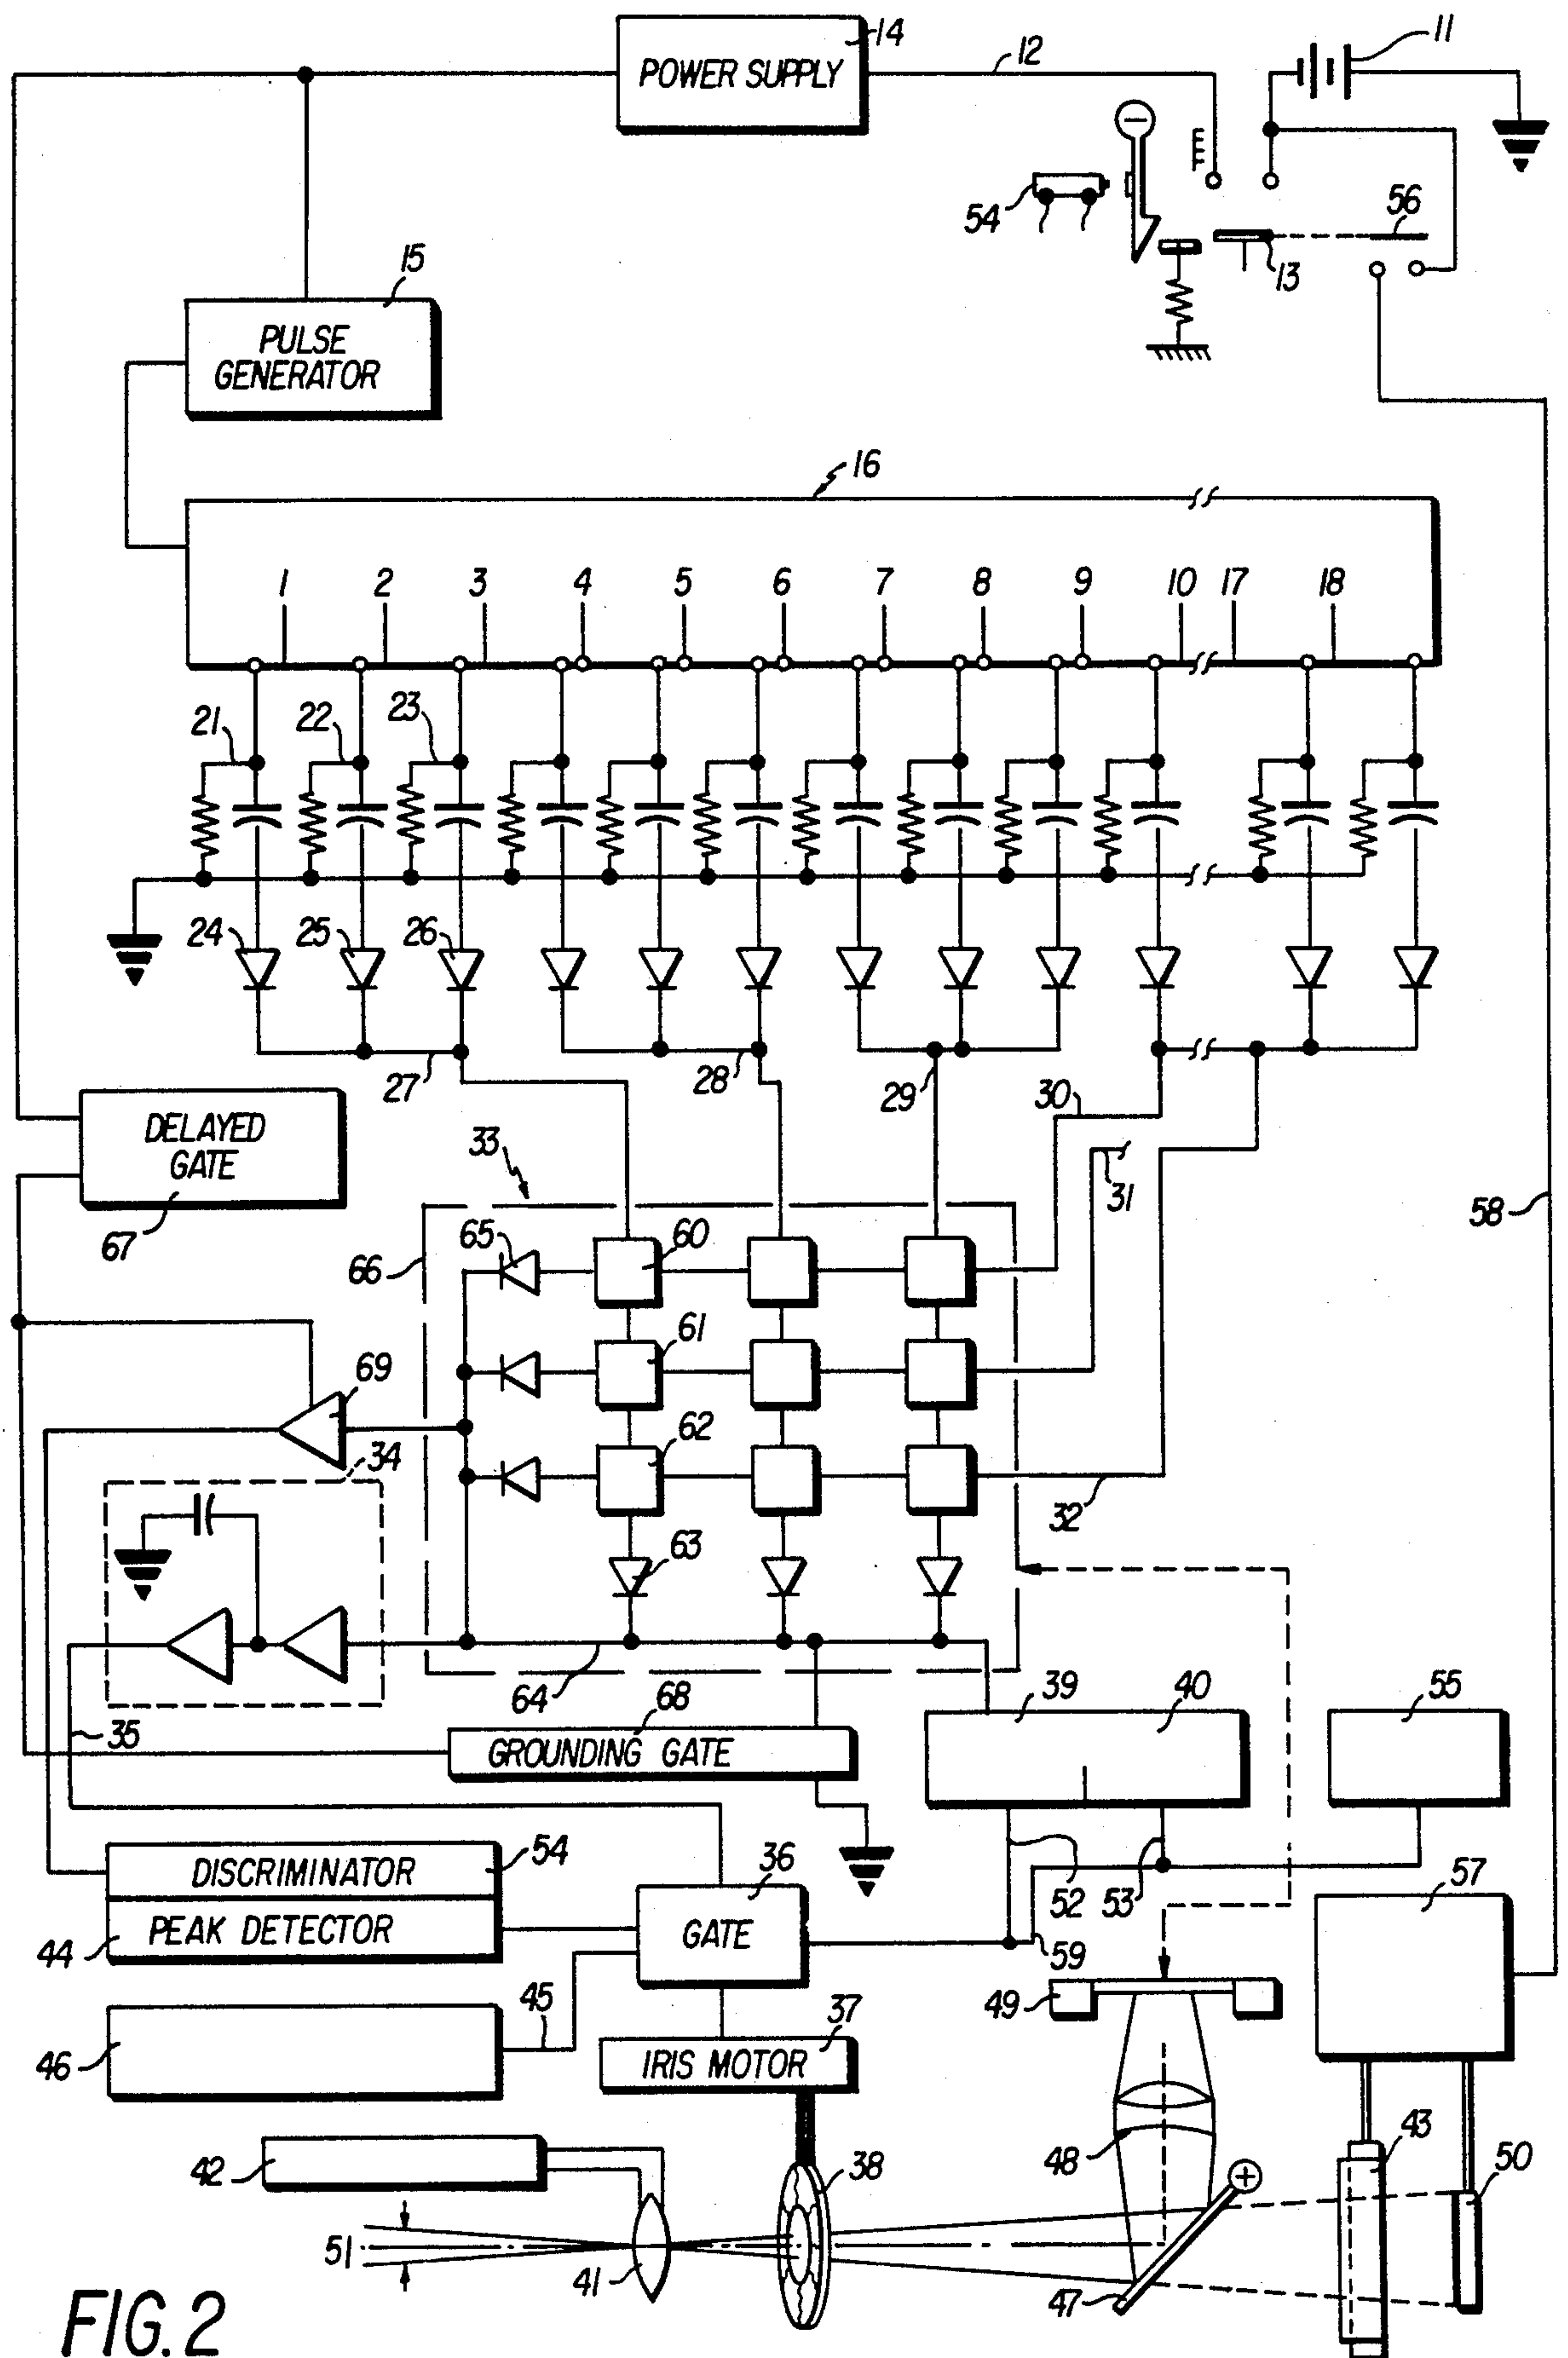 14
POWER SUPPLY
12
11
54
56
13
15
PULSE
GENERATOR
16
1 2 3 4 5 6 7 8 9 10 17 18
21 22 23
24 25 26
27 28 29 30
31
DELAYED
GATE
67
33
58
65 60
66
61
69
62
34
32
63
64
39 40 55
68
35
GROUNDING GATE
DISCRIMINATOR 54
36
52 53
57
44 PEAK DETECTOR
GATE
59
45
49
37
46
IRIS MOTOR
43
42
38
48
50
51
41
47
FIG. 2